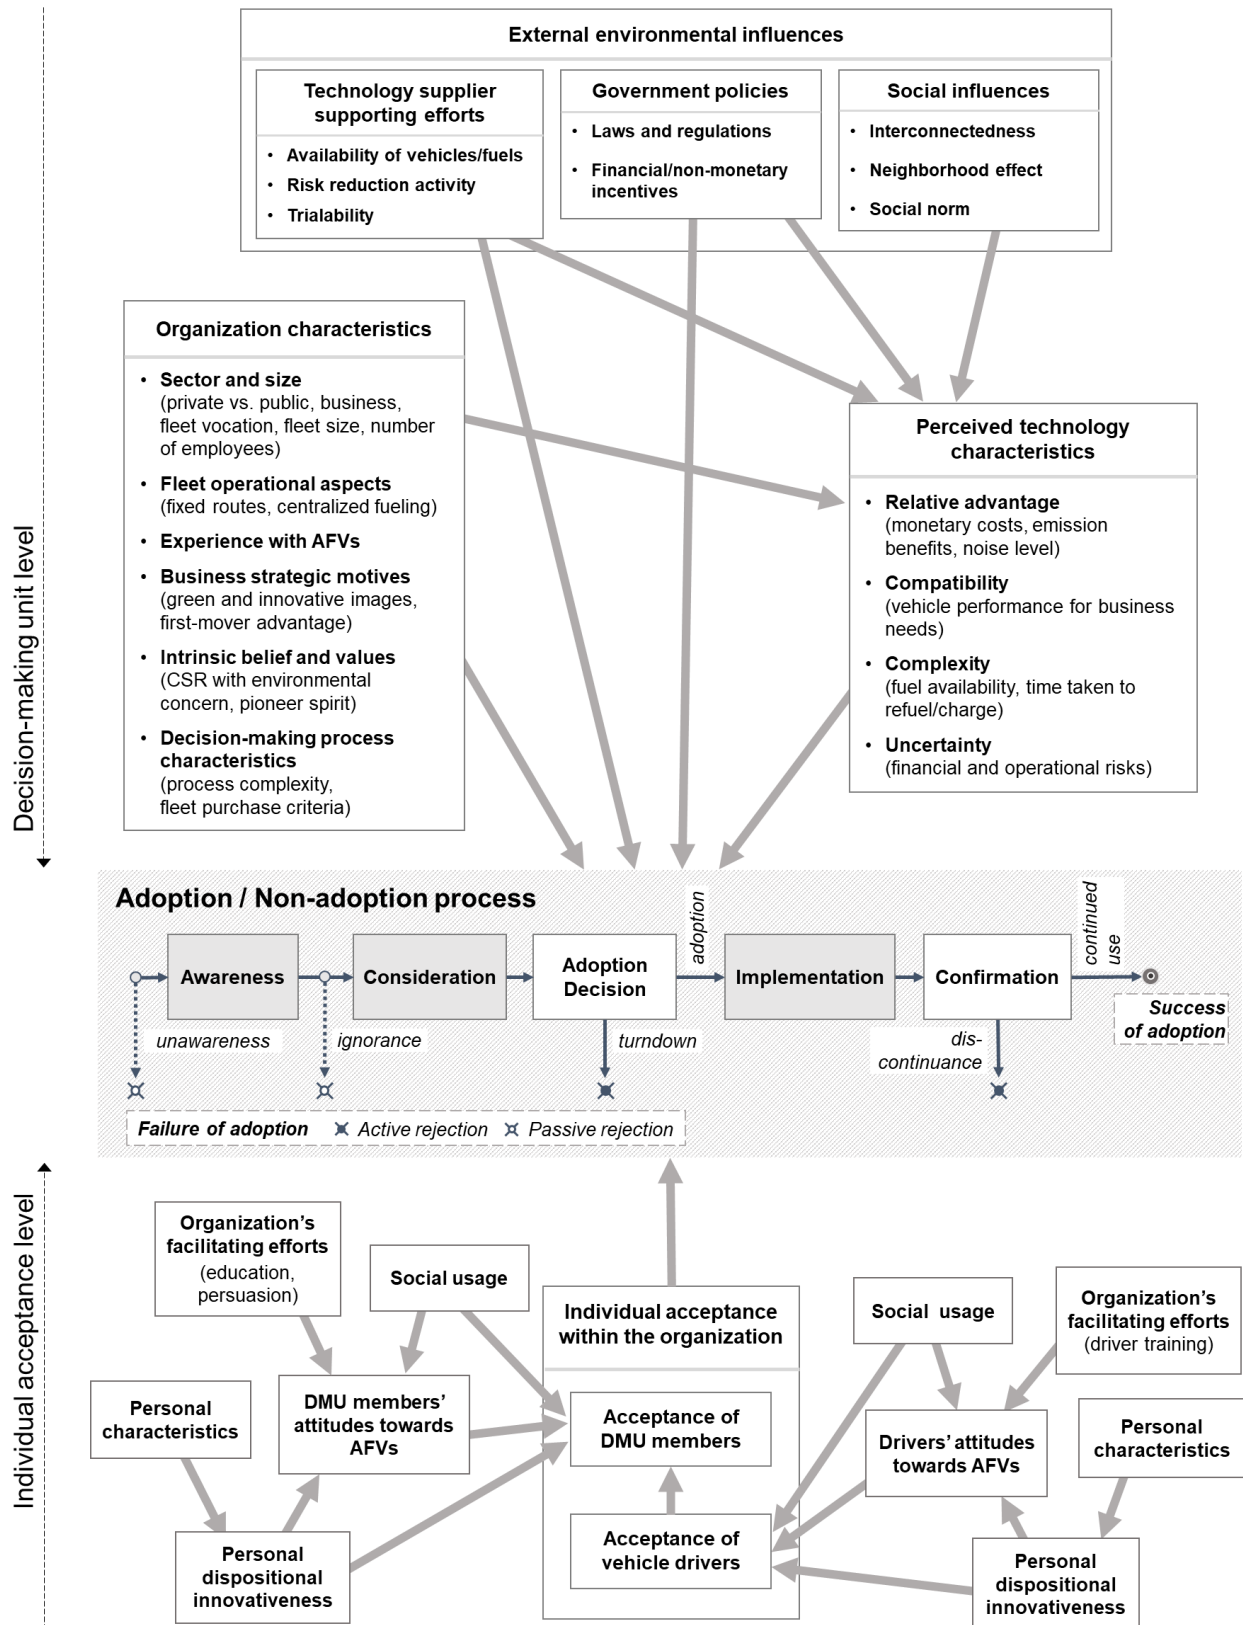 External environmental influences
Technology supplier
supporting efforts
• Availability of vehicles/fuels
• Risk reduction activity
• Trialability
Government policies
• Laws and regulations
• Financial/non-monetary
incentives
Social influences
• Interconnectedness
• Neighborhood effect
• Social norm
Decision-making unit level
Organization characteristics
• Sector and size
(private vs. public, business,
fleet vocation, fleet size, number
of employees)
• Fleet operational aspects
(fixed routes, centralized fueling)
• Experience with AFVs
• Business strategic motives
(green and innovative images,
first-mover advantage)
• Intrinsic belief and values
(CSR with environmental
concern, pioneer spirit)
• Decision-making process
characteristics
(process complexity,
fleet purchase criteria)
Perceived technology
characteristics
• Relative advantage
(monetary costs, emission
benefits, noise level)
• Compatibility
(vehicle performance for business
needs)
• Complexity
(fuel availability, time taken to
refuel/charge)
• Uncertainty
(financial and operational risks)
Adoption / Non-adoption process
Awareness
Consideration
Adoption
Decision
adoption
Implementation
Confirmation
continued
use
unawareness
ignorance
turndown
dis-
continuance
Success
of adoption
Failure of adoption
Active rejection
Passive rejection
Individual acceptance level
Organization's
facilitating efforts
(education,
persuasion)
Social usage
Personal
characteristics
DMU members'
attitudes towards
AFVs
Personal
dispositional
innovativeness
Individual acceptance
within the organization
Acceptance of
DMU members
Acceptance of
vehicle drivers
Social usage
Organization's
facilitating efforts
(driver training)
Drivers' attitudes
towards AFVs
Personal
characteristics
Personal
dispositional
innovativeness